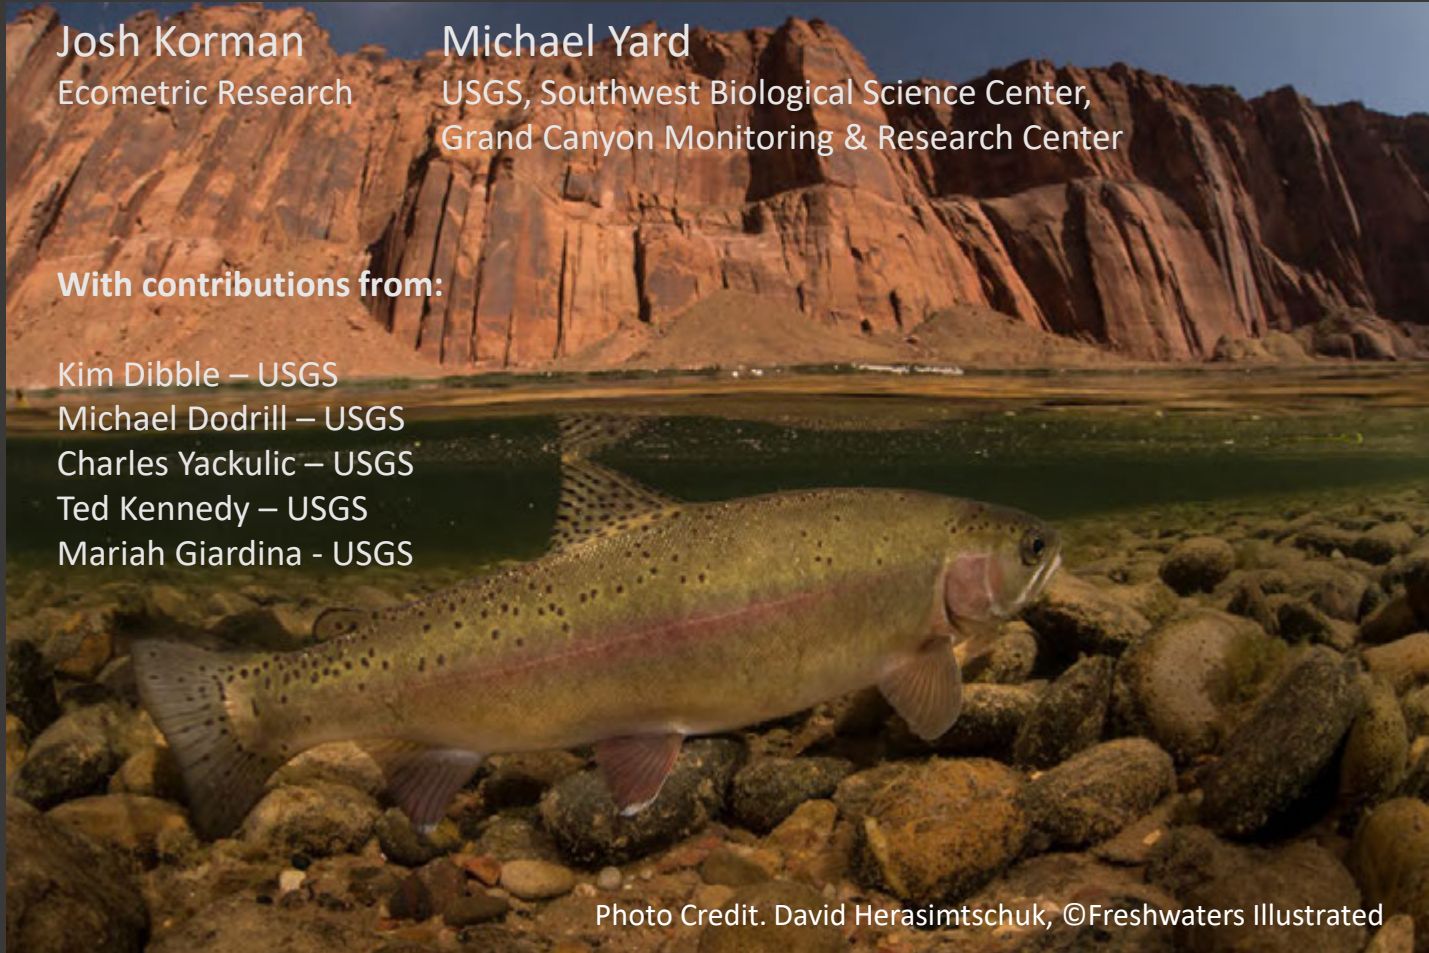 Josh Korman
Ecometric Research
Michael Yard
USGS, Southwest Biological Science Center,
Grand Canyon Monitoring & Research Center
With contributions from:
Kim Dibble – USGS
Michael Dodrill – USGS
Charles Yackulic – USGS
Ted Kennedy – USGS
Mariah Giardina - USGS
Photo Credit. David Herasimtschuk, ©Freshwaters Illustrated